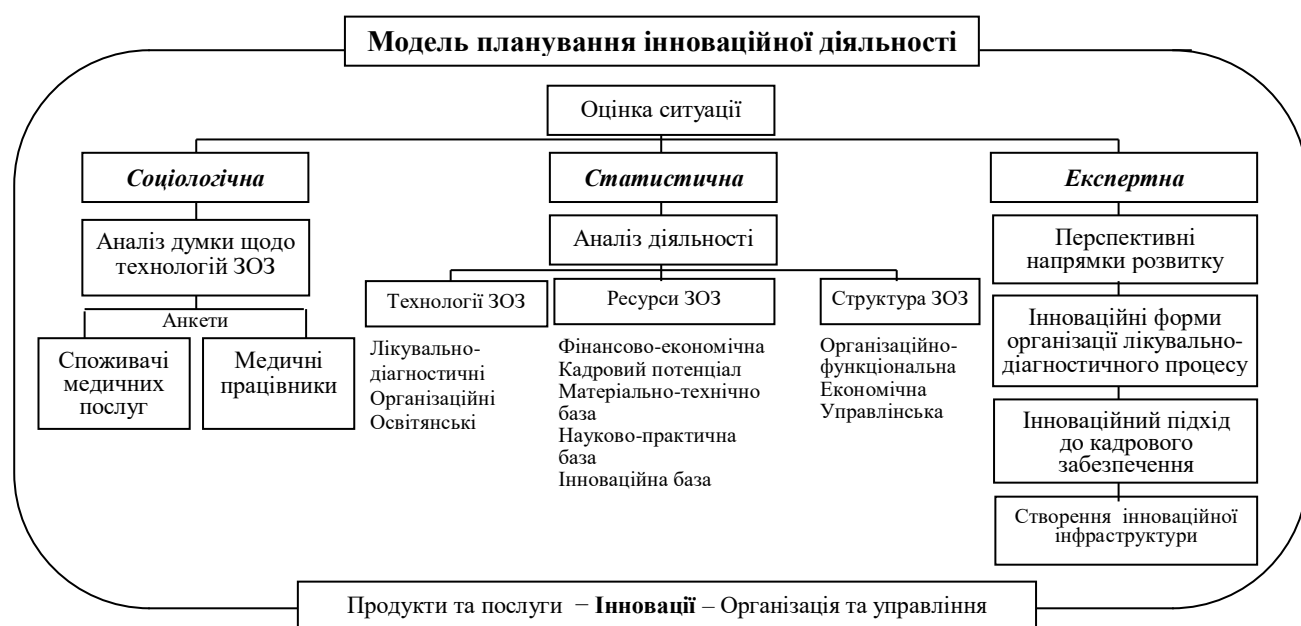 Модель планування інноваційної діяльності
Оцінка ситуації
Соціологічна
Аналіз думки щодо
технологій ЗОЗ
Анкети
Споживачі
медичних
послуг
Медичні
працівники
Статистична
Аналіз діяльності
Технології ЗОЗ
Лікувально-
діагностичні
Організаційні
Освітянські
Ресурси ЗОЗ
Фінансово-економічна
Кадровий потенціал
Матеріально-технічно
база
Науково-практична
база
Інноваційна база
Структура ЗОЗ
Організаційно-
функціональна
Економічна
Управлінська
Експертна
Перспективні
напрямки розвитку
Інноваційні форми
організації лікувально-
діагностичного процесу
Інноваційний підхід
до кадрового
забезпечення
Створення інноваційної
інфраструктури
Продукти та послуги − Інновації – Організація та управління